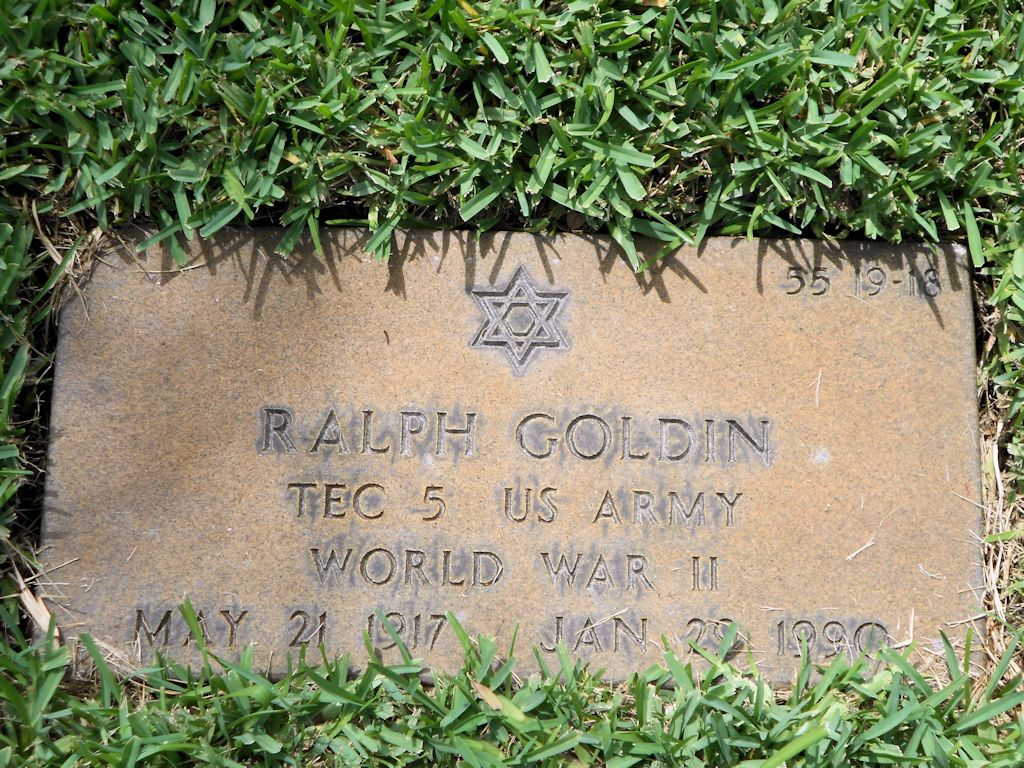 55 19-18
RALPH GOLDIN
TEC 5 US ARMY
WORLD WAR II
MAY 21 1917 JAN 29 1990